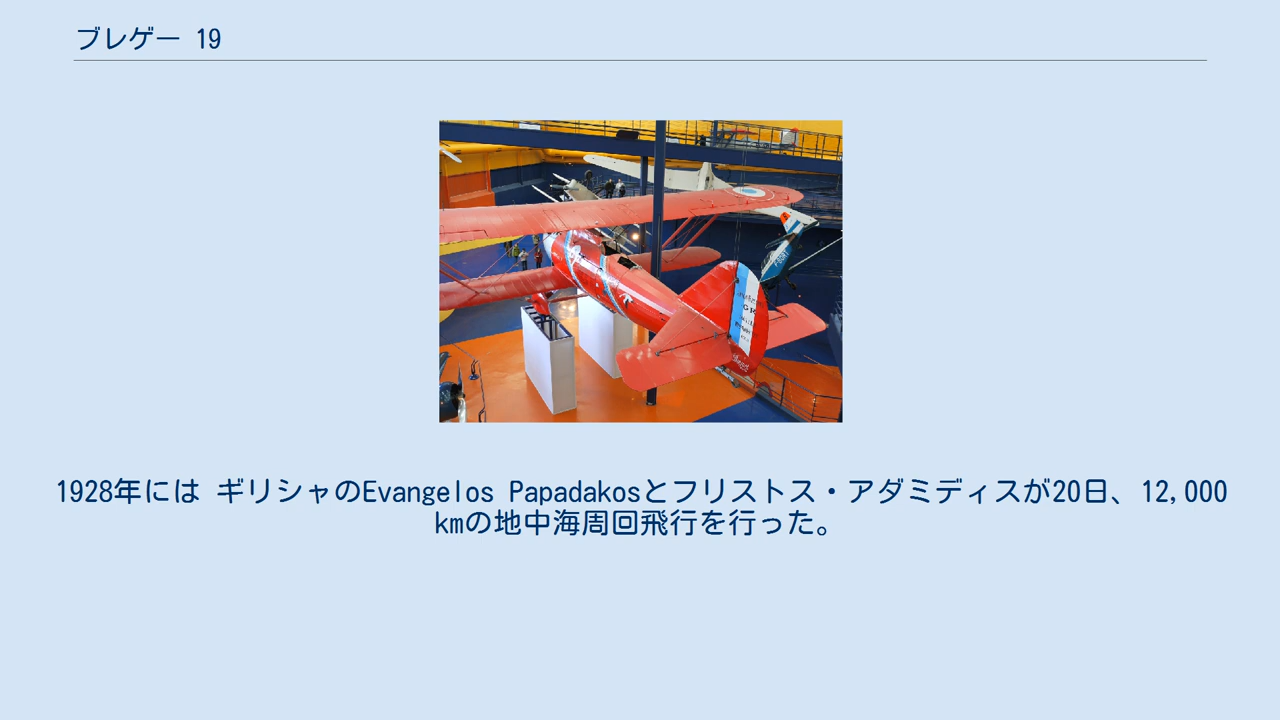 ブレゲー 19
1928年には ギリシャのEvangelos Papadakosとフリストス・アダミディスが20日、12,000
kmの地中海周回飛行を行った。